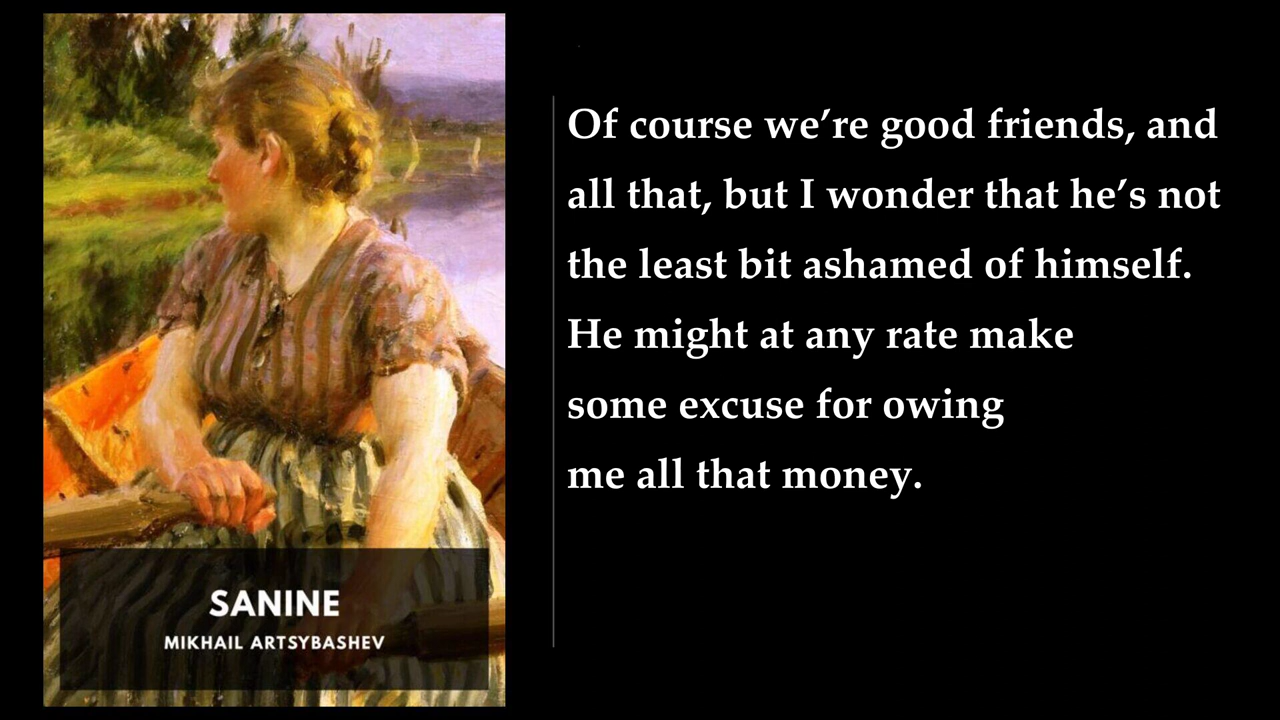 SANINE
MIKHAIL ARTSYBASHEV
Of course we’re good friends, and
all that, but I wonder that he’s not
the least bit ashamed of himself.
He might at any rate make
some excuse for owing
me all that money.